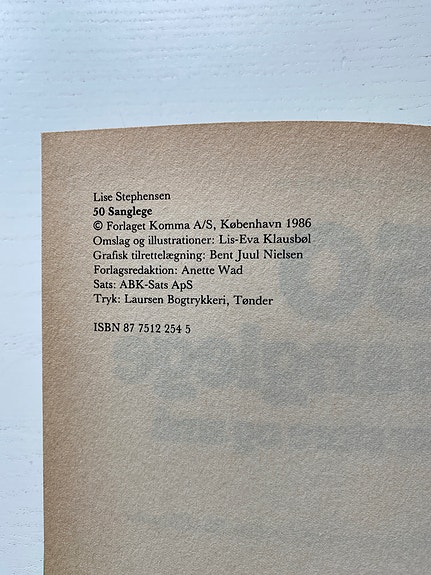 Lise Stephensen
50 Sanglege
© Forlaget Komma A/S, København 1986
Omslag og illustrationer: Lis-Eva Klausbøl
Grafisk tilrettelægning: Bent Juul Nielsen
Forlagsredaktion: Anette Wad
Sats: ABK-Sats ApS
Tryk: Laursen Bogtrykkeri, Tønder
ISBN 87 7512 254 5